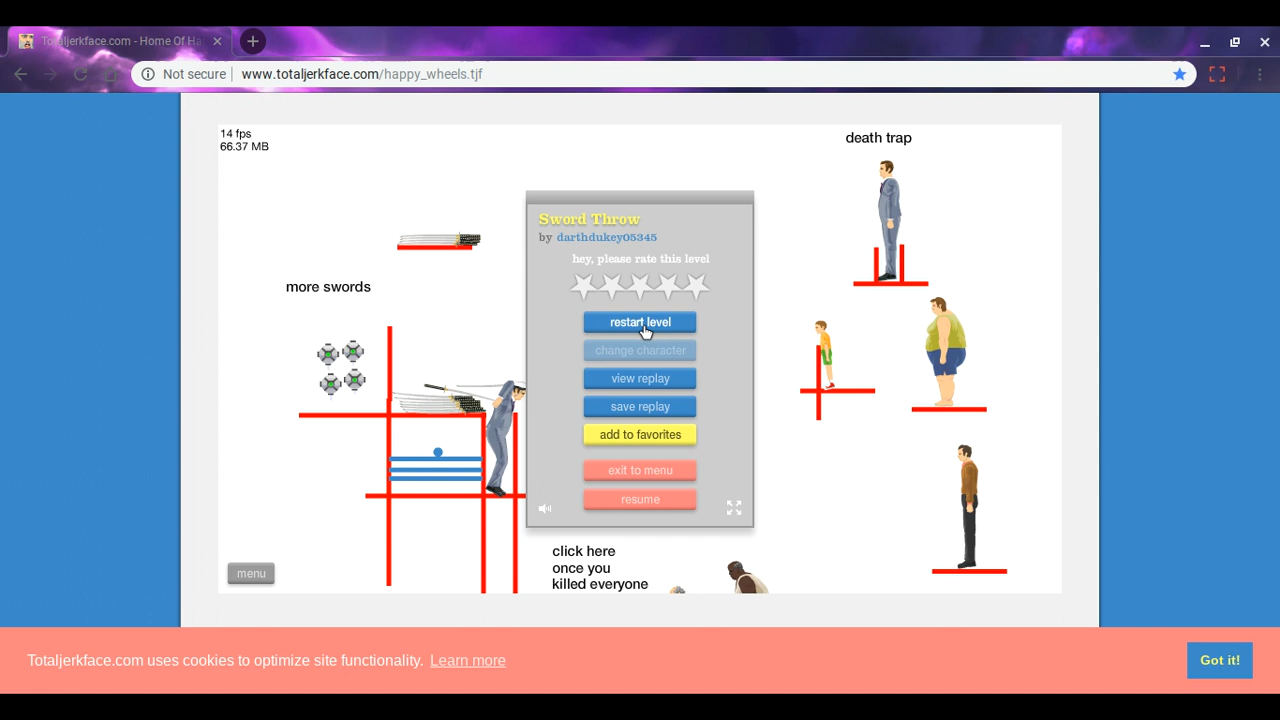 Totaljerkface.com - Home Of Ha
Not secure | www.totaljerkface.com/happy_wheels.tjf
14 fps
66.37 MB
death trap
more swords
Sword Throw
by darthdukey05345
hey, please rate this level
restart level
change character
view replay
save replay
add to favorites
exit to menu
resume
click here
once you
killed everyone
menu
Totaljerkface.com uses cookies to optimize site functionality. Learn more
Got it!